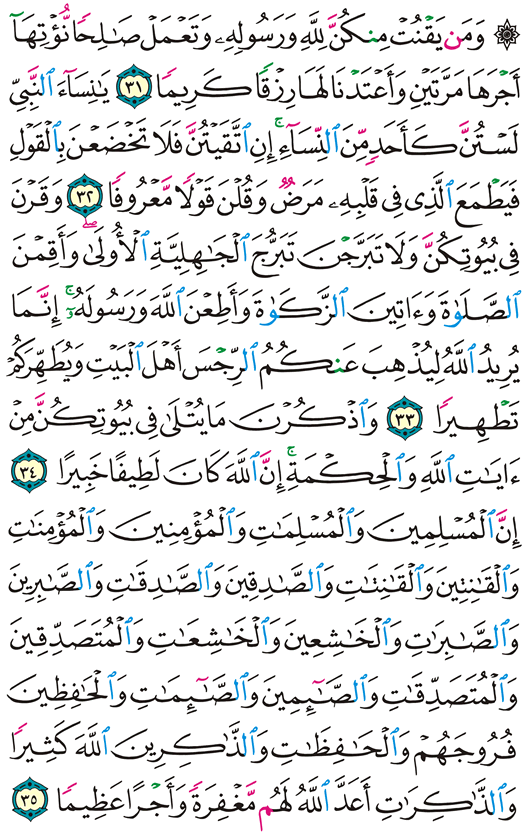 ۞ وَمَن يَقْنُتْ مِنكُنَّ لِلَّهِ وَرَسُولِهِۦ وَتَعْمَلْ صَـٰلِحًا نُّؤْتِهَآ
أَجْرَهَا مَرَّتَيْنِ وَأَعْتَدْنَا لَهَا رِزْقًا كَرِيمًا ٣١ يَـٰنِسَآءَ ٱلنَّبِىِّ
لَسْتُنَّ كَأَحَدٍ مِّنَ ٱلنِّسَآءِ ۚ إِنِ ٱتَّقَيْتُنَّ فَلَا تَخْضَعْنَ بِٱلْقَوْلِ
فَيَطْمَعَ ٱلَّذِى فِى قَلْبِهِۦ مَرَضٌ وَقُلْنَ قَوْلًا مَّعْرُوفًا ٣٢ وَقَرْنَ
فِى بُيُوتِكُنَّ وَلَا تَبَرَّجْنَ تَبَرُّجَ ٱلْجَـٰهِلِيَّةِ ٱلْأُولَىٰ ۖ وَأَقِمْنَ
ٱلصَّلَوٰةَ وَءَاتِينَ ٱلزَّكَوٰةَ وَأَطِعْنَ ٱللَّهَ وَرَسُولَهُۥٓ ۚ إِنَّمَا
يُرِيدُ ٱللَّهُ لِيُذْهِبَ عَنكُمُ ٱلرِّجْسَ أَهْلَ ٱلْبَيْتِ وَيُطَهِّرَكُمْ
تَطْهِيرًا ٣٣ وَٱذْكُرْنَ مَا يُتْلَىٰ فِى بُيُوتِكُنَّ مِنْ
ءَايَـٰتِ ٱللَّهِ وَٱلْحِكْمَةِ ۚ إِنَّ ٱللَّهَ كَانَ لَطِيفًا خَبِيرًا ٣٤
إِنَّ ٱلْمُسْلِمِينَ وَٱلْمُسْلِمَـٰتِ وَٱلْمُؤْمِنِينَ وَٱلْمُؤْمِنَـٰتِ
وَٱلْقَـٰنِتِينَ وَٱلْقَـٰنِتَـٰتِ وَٱلصَّـٰدِقِينَ وَٱلصَّـٰدِقَـٰتِ وَٱلصَّـٰبِرِينَ
وَٱلصَّـٰبِرَٰتِ وَٱلْخَـٰشِعِينَ وَٱلْخَـٰشِعَـٰتِ وَٱلْمُتَصَدِّقِينَ
وَٱلْمُتَصَدِّقَـٰتِ وَٱلصَّـٰٓئِمِينَ وَٱلصَّـٰٓئِمَـٰتِ وَٱلْحَـٰفِظِينَ
فُرُوجَهُمْ وَٱلْحَـٰفِظَـٰتِ وَٱلذَّٰكِرِينَ ٱللَّهَ كَثِيرًا
وَٱلذَّٰكِرَٰتِ أَعَدَّ ٱللَّهُ لَهُم مَّغْفِرَةً وَأَجْرًا عَظِيمًا ٣٥